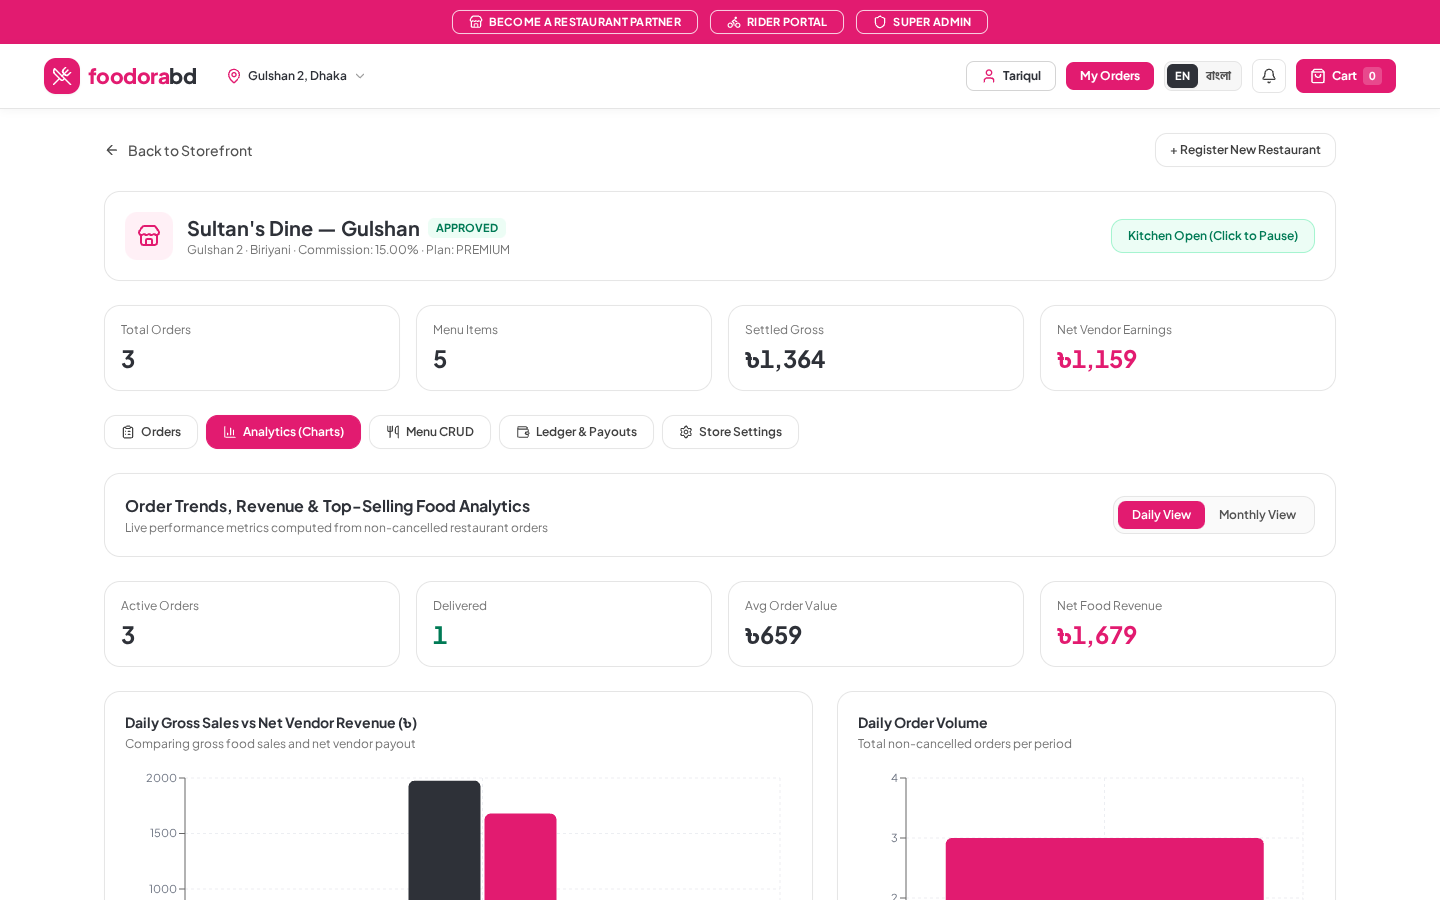 BECOME A RESTAURANT PARTNER
RIDER PORTAL
SUPER ADMIN
foodorabd
Gulshan 2, Dhaka
Tariqul
My Orders
EN
বাংলা
Cart 0
Back to Storefront
+ Register New Restaurant
Sultan's Dine — Gulshan APPROVED
Gulshan 2 · Biriyani · Commission: 15.00% · Plan: PREMIUM
Kitchen Open (Click to Pause)
Total Orders
3
Menu Items
5
Settled Gross
৳1,364
Net Vendor Earnings
৳1,159
Orders
Analytics (Charts)
Menu CRUD
Ledger & Payouts
Store Settings
Order Trends, Revenue & Top-Selling Food Analytics
Live performance metrics computed from non-cancelled restaurant orders
Daily View
Monthly View
Active Orders
3
Delivered
1
Avg Order Value
৳659
Net Food Revenue
৳1,679
Daily Gross Sales vs Net Vendor Revenue (৳)
Comparing gross food sales and net vendor payout
2000
1500
1000
Daily Order Volume
Total non-cancelled orders per period
4
3
2